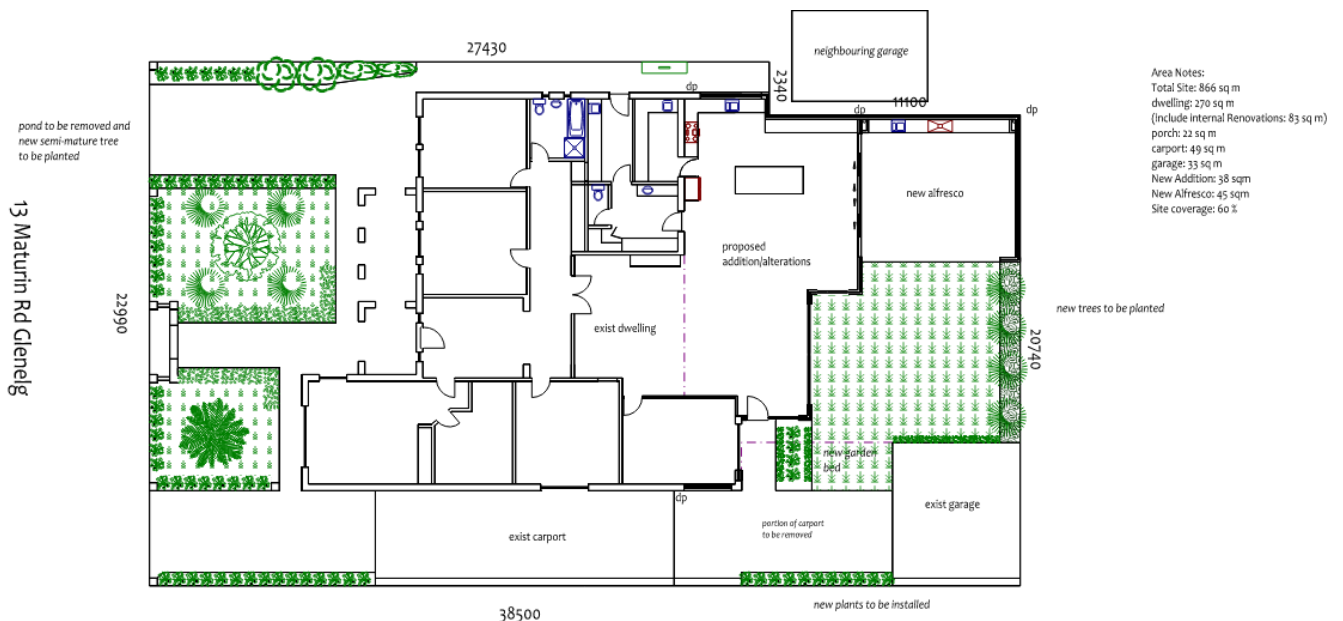 27430
neighbouring garage
2340
dp
11100
dp
dp
Area Notes:
Total Site: 866 sq m
dwelling: 270 sq m
(include internal Renovations: 83 sq m)
porch: 22 sq m
carport: 49 sq m
garage: 33 sq m
New Addition: 38 sqm
New Alfresco: 45 sqm
Site coverage: 60 %
pond to be removed and
new semi-mature tree
to be planted
13 Maturin Rd Glenelg
22990
new alfresco
proposed
addition/alterations
exist dwelling
new trees to be planted
20740
new garden
bed
dp
exist garage
portion of carport
to be removed
exist carport
new plants to be installed
38500